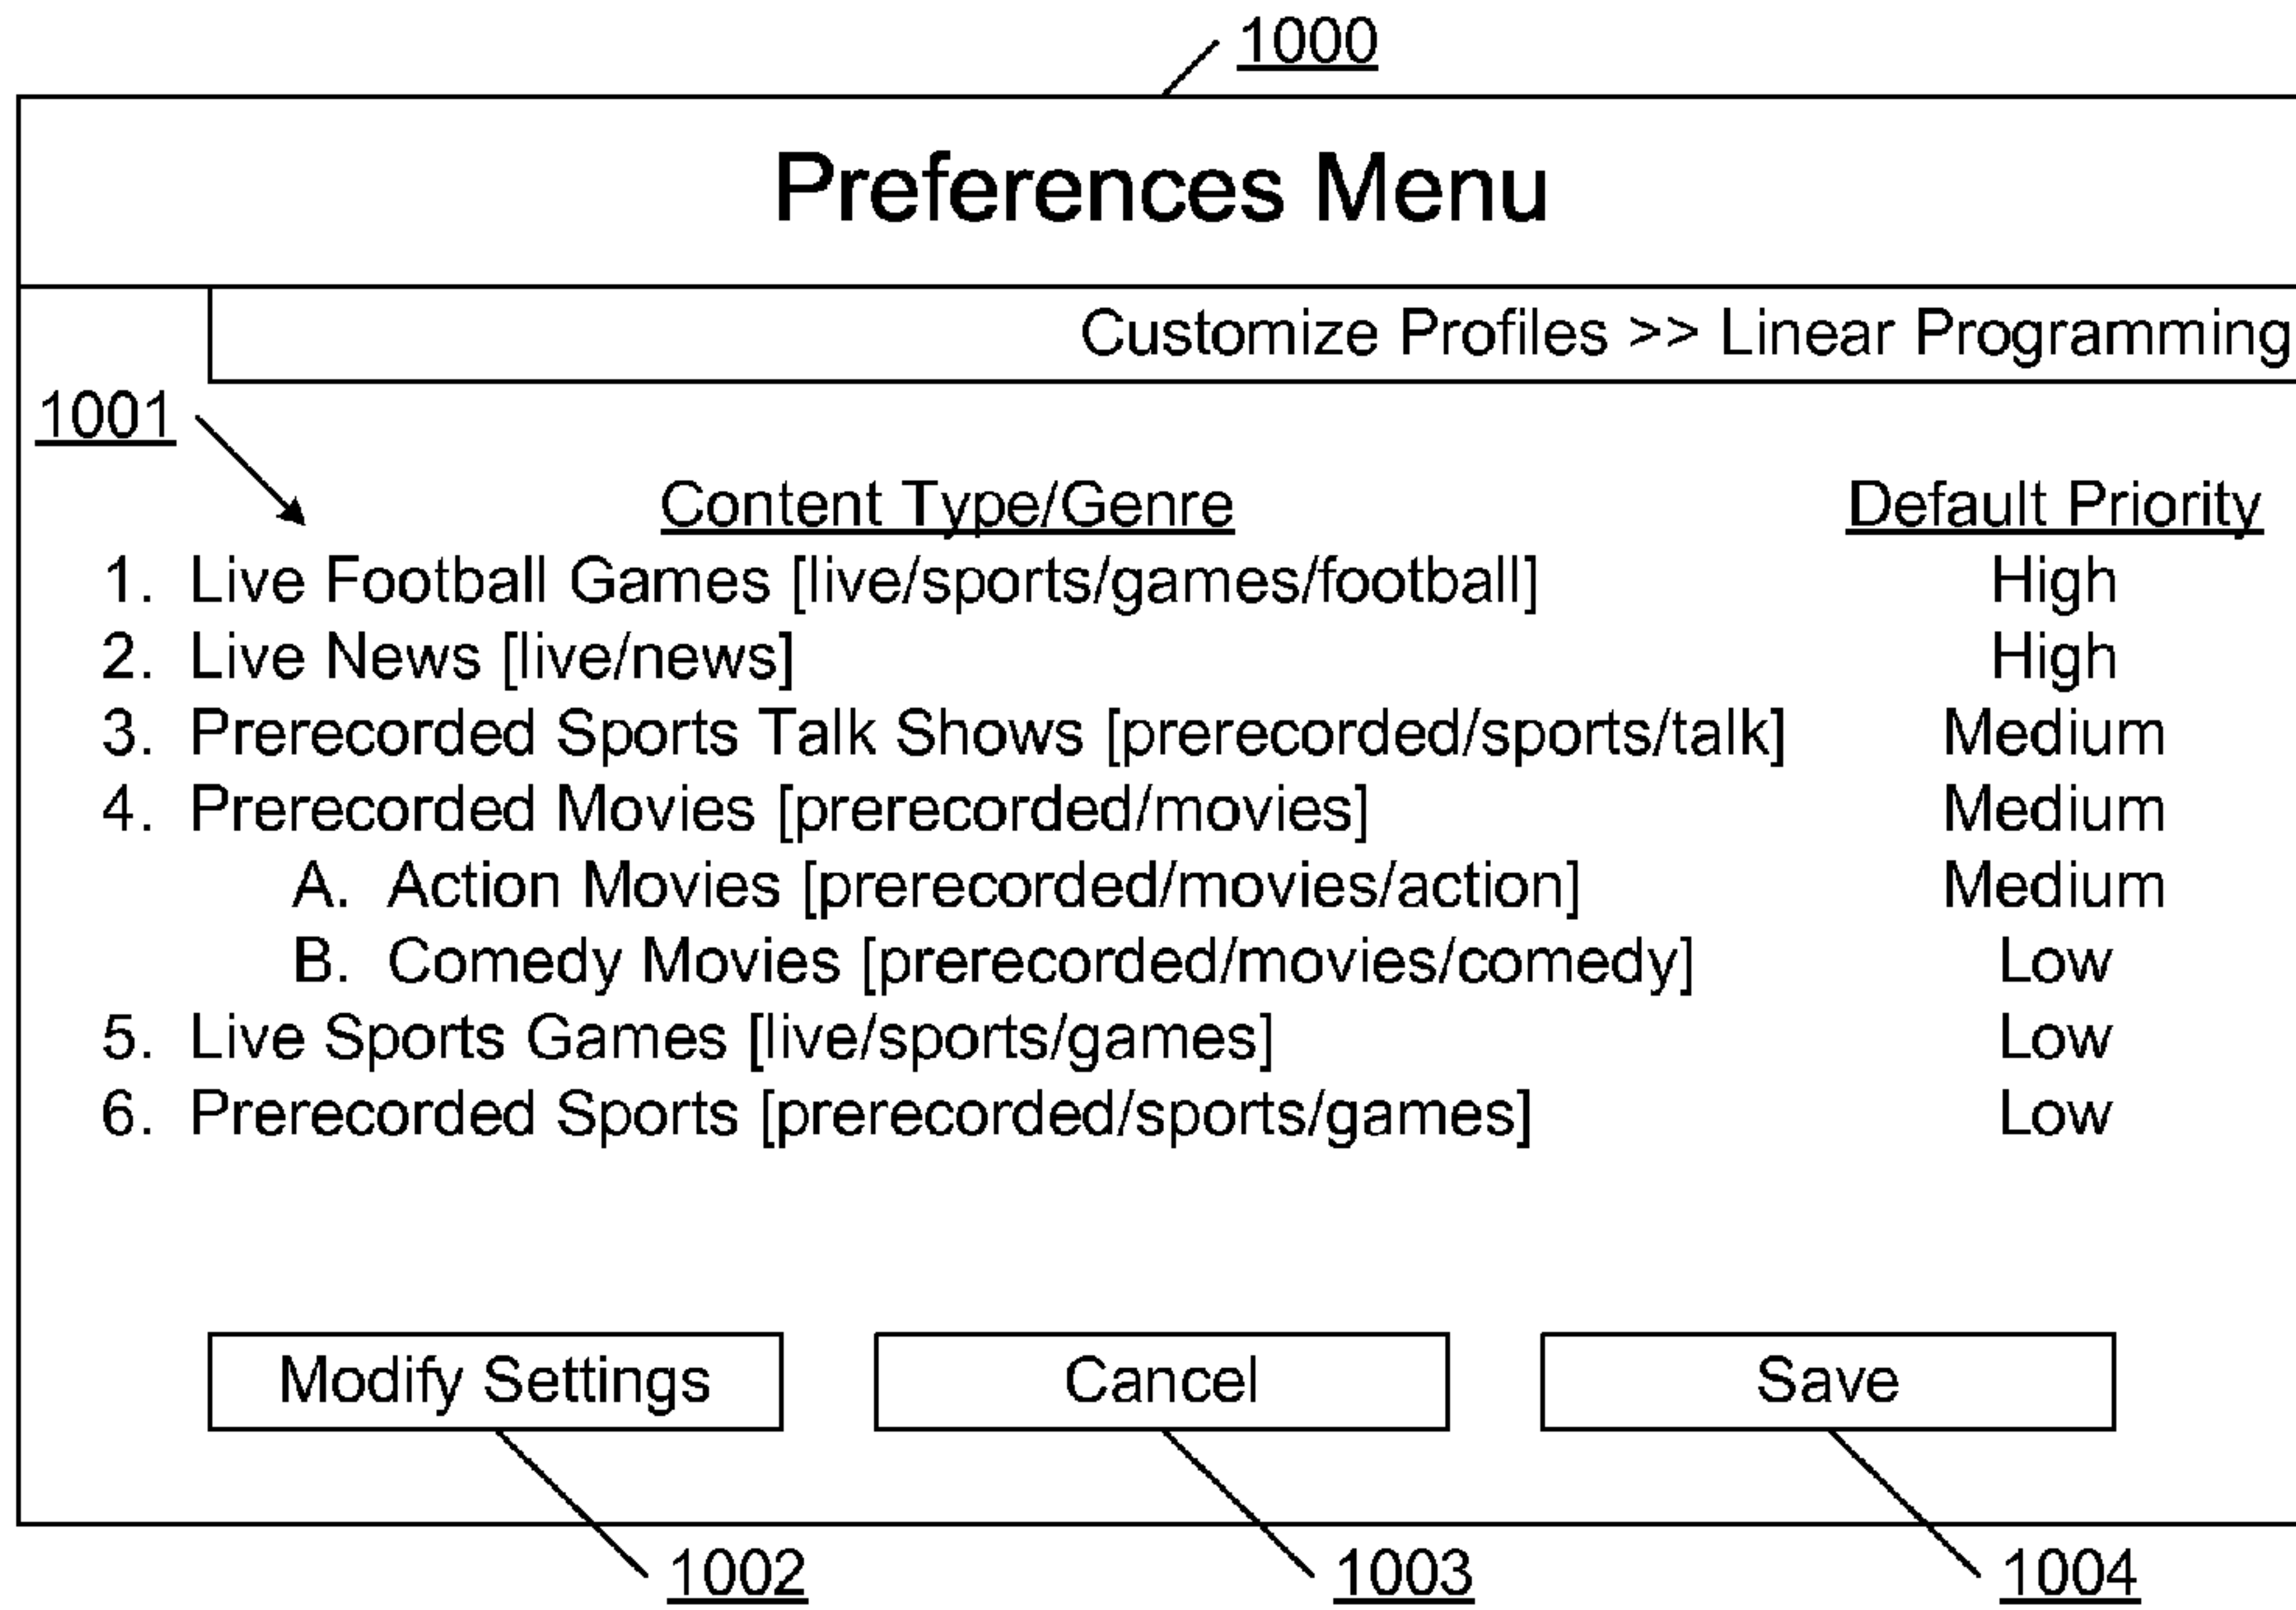 1000
Preferences Menu
Customize Profiles >> Linear Programming
1001
Content Type/Genre Default Priority
1. Live Football Games [live/sports/games/football] High
2. Live News [live/news] High
3. Prerecorded Sports Talk Shows [prerecorded/sports/talk] Medium
4. Prerecorded Movies [prerecorded/movies] Medium
A. Action Movies [prerecorded/movies/action] Medium
B. Comedy Movies [prerecorded/movies/comedy] Low
5. Live Sports Games [live/sports/games] Low
6. Prerecorded Sports [prerecorded/sports/games] Low
Modify Settings Cancel Save
1002 1003 1004